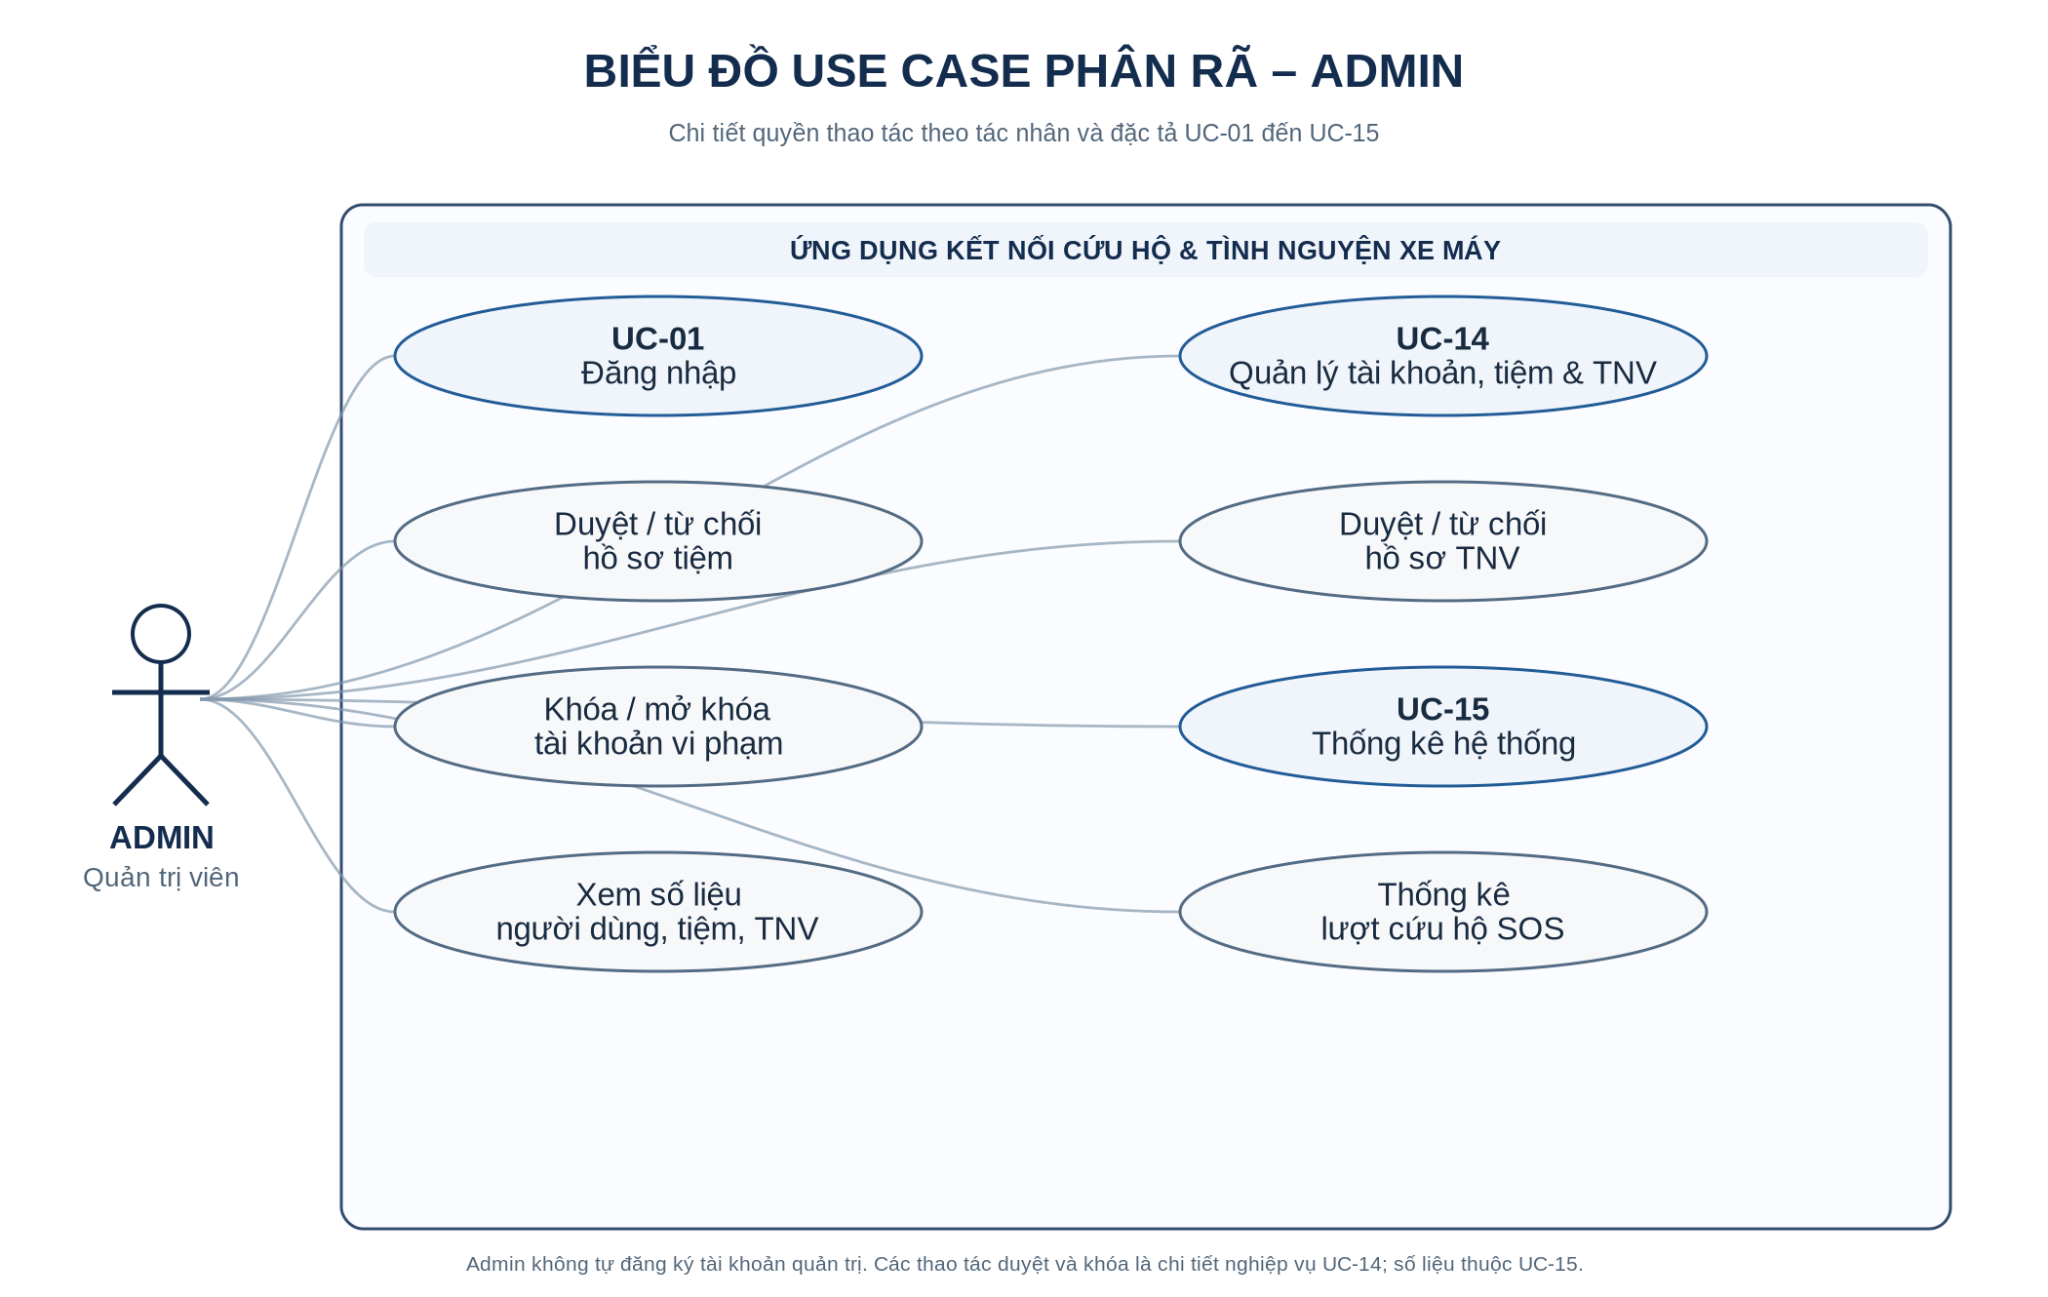 BIỂU ĐỒ USE CASE PHÂN RÃ – ADMIN
Chi tiết quyền thao tác theo tác nhân và đặc tả UC-01 đến UC-15
ỨNG DỤNG KẾT NỐI CỨU HỘ & TÌNH NGUYỆN XE MÁY
UC-01
Đăng nhập
UC-14
Quản lý tài khoản, tiệm & TNV
Duyệt / từ chối
hồ sơ tiệm
Duyệt / từ chối
hồ sơ TNV
Khóa / mở khóa
tài khoản vi phạm
UC-15
Thống kê hệ thống
ADMIN
Quản trị viên
Xem số liệu
người dùng, tiệm, TNV
Thống kê
lượt cứu hộ SOS
Admin không tự đăng ký tài khoản quản trị. Các thao tác duyệt và khóa là chi tiết nghiệp vụ UC-14; số liệu thuộc UC-15.